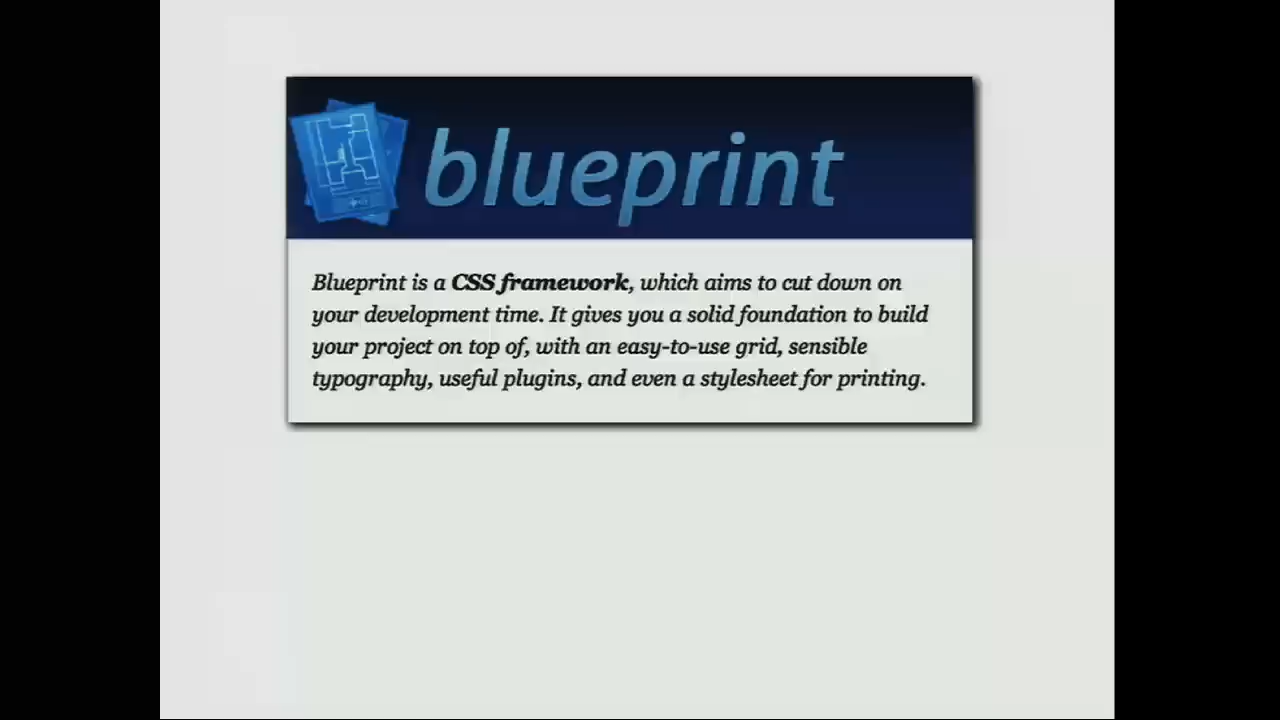 blueprint
Blueprint is a CSS framework, which aims to cut down on
your development time. It gives you a solid foundation to build
your project on top of, with an easy-to-use grid, sensible
typography, useful plugins, and even a stylesheet for printing.